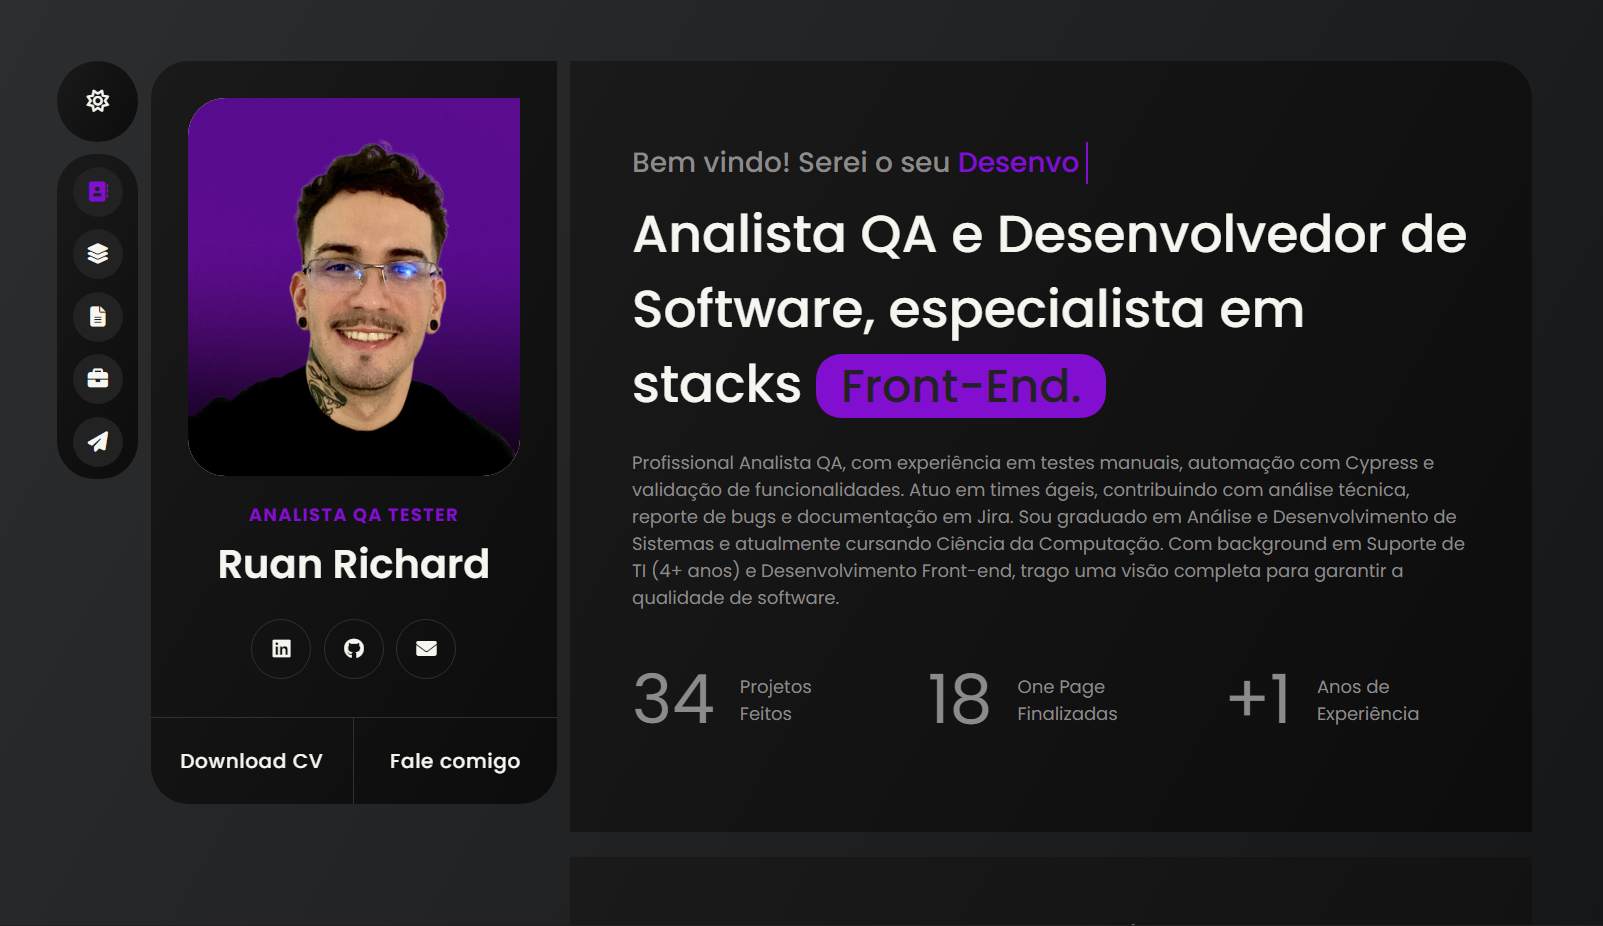 ANALISTA QA TESTER
Ruan Richard
in
Download CV
Fale comigo
Bem vindo! Serei o seu Desenvo
Analista QA e Desenvolvedor de
Software, especialista em
stacks Front-End.
Profissional Analista QA, com experiência em testes manuais, automação com Cypress e
validação de funcionalidades. Atuo em times ágeis, contribuindo com análise técnica,
reporte de bugs e documentação em Jira. Sou graduado em Análise e Desenvolvimento de
Sistemas e atualmente cursando Ciência da Computação. Com background em Suporte de
TI (4+ anos) e Desenvolvimento Front-end, trago uma visão completa para garantir a
qualidade de software.
34 Projetos
Feitos
18 One Page
Finalizadas
+1 Anos de
Experiência